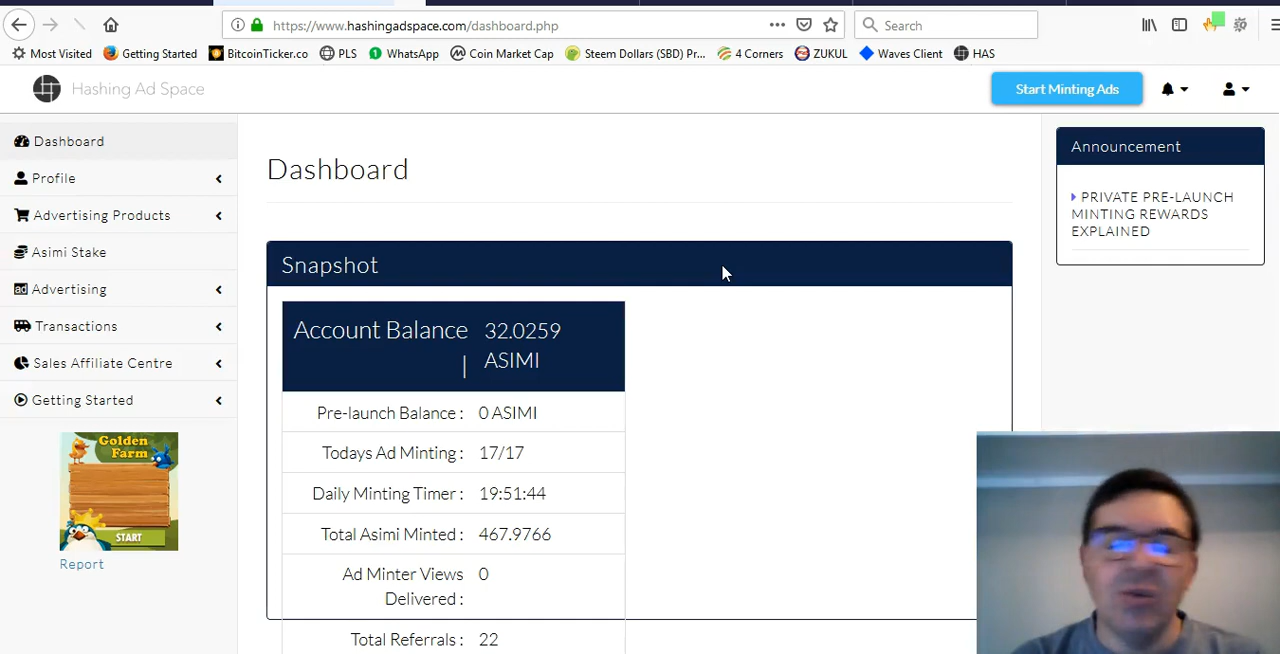 https://www.hashingadspace.com/dashboard.php
Search
Most Visited
Getting Started
BitcoinTicker.co
PLS
WhatsApp
Coin Market Cap
Steem Dollars (SBD) Pr...
4 Corners
ZUKUL
Waves Client
HAS
Hashing Ad Space
Start Minting Ads
Dashboard
Profile
Advertising Products
Asimi Stake
Advertising
Transactions
Sales Affiliate Centre
Getting Started
Golden
Farm
START
Report
Dashboard
Snapshot
Account Balance | 32.0259
ASIMI
Pre-launch Balance : 0 ASIMI
Todays Ad Minting : 17/17
Daily Minting Timer : 19:51:44
Total Asimi Minted : 467.9766
Ad Minter Views 0
Delivered :
Total Referrals : 22
Announcement
PRIVATE PRE-LAUNCH
MINTING REWARDS
EXPLAINED